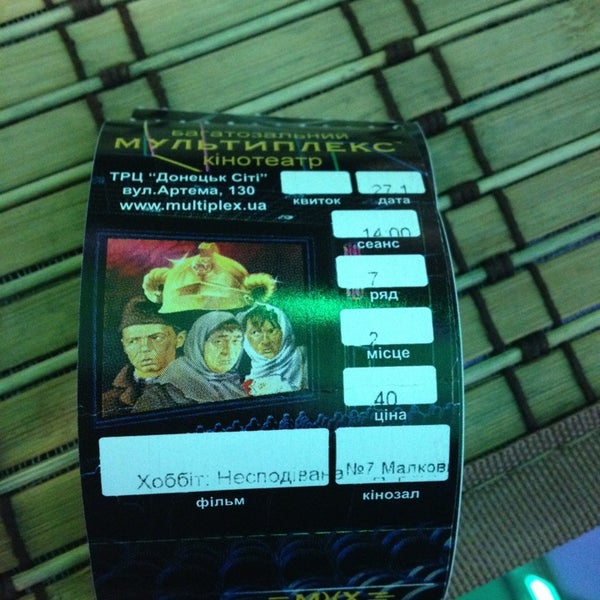 багатозальний
МУЛЬТИПЛЕКС™
кінотеатр
ТРЦ "Донецьк Сіті"
вул.Артема, 130
www.multiplex.ua
квиток
27.1
дата
14.00
сеанс
7
ряд
2
місце
40
ціна
Хоббіт: Несподівана
фільм
№7 Малков
кінозал